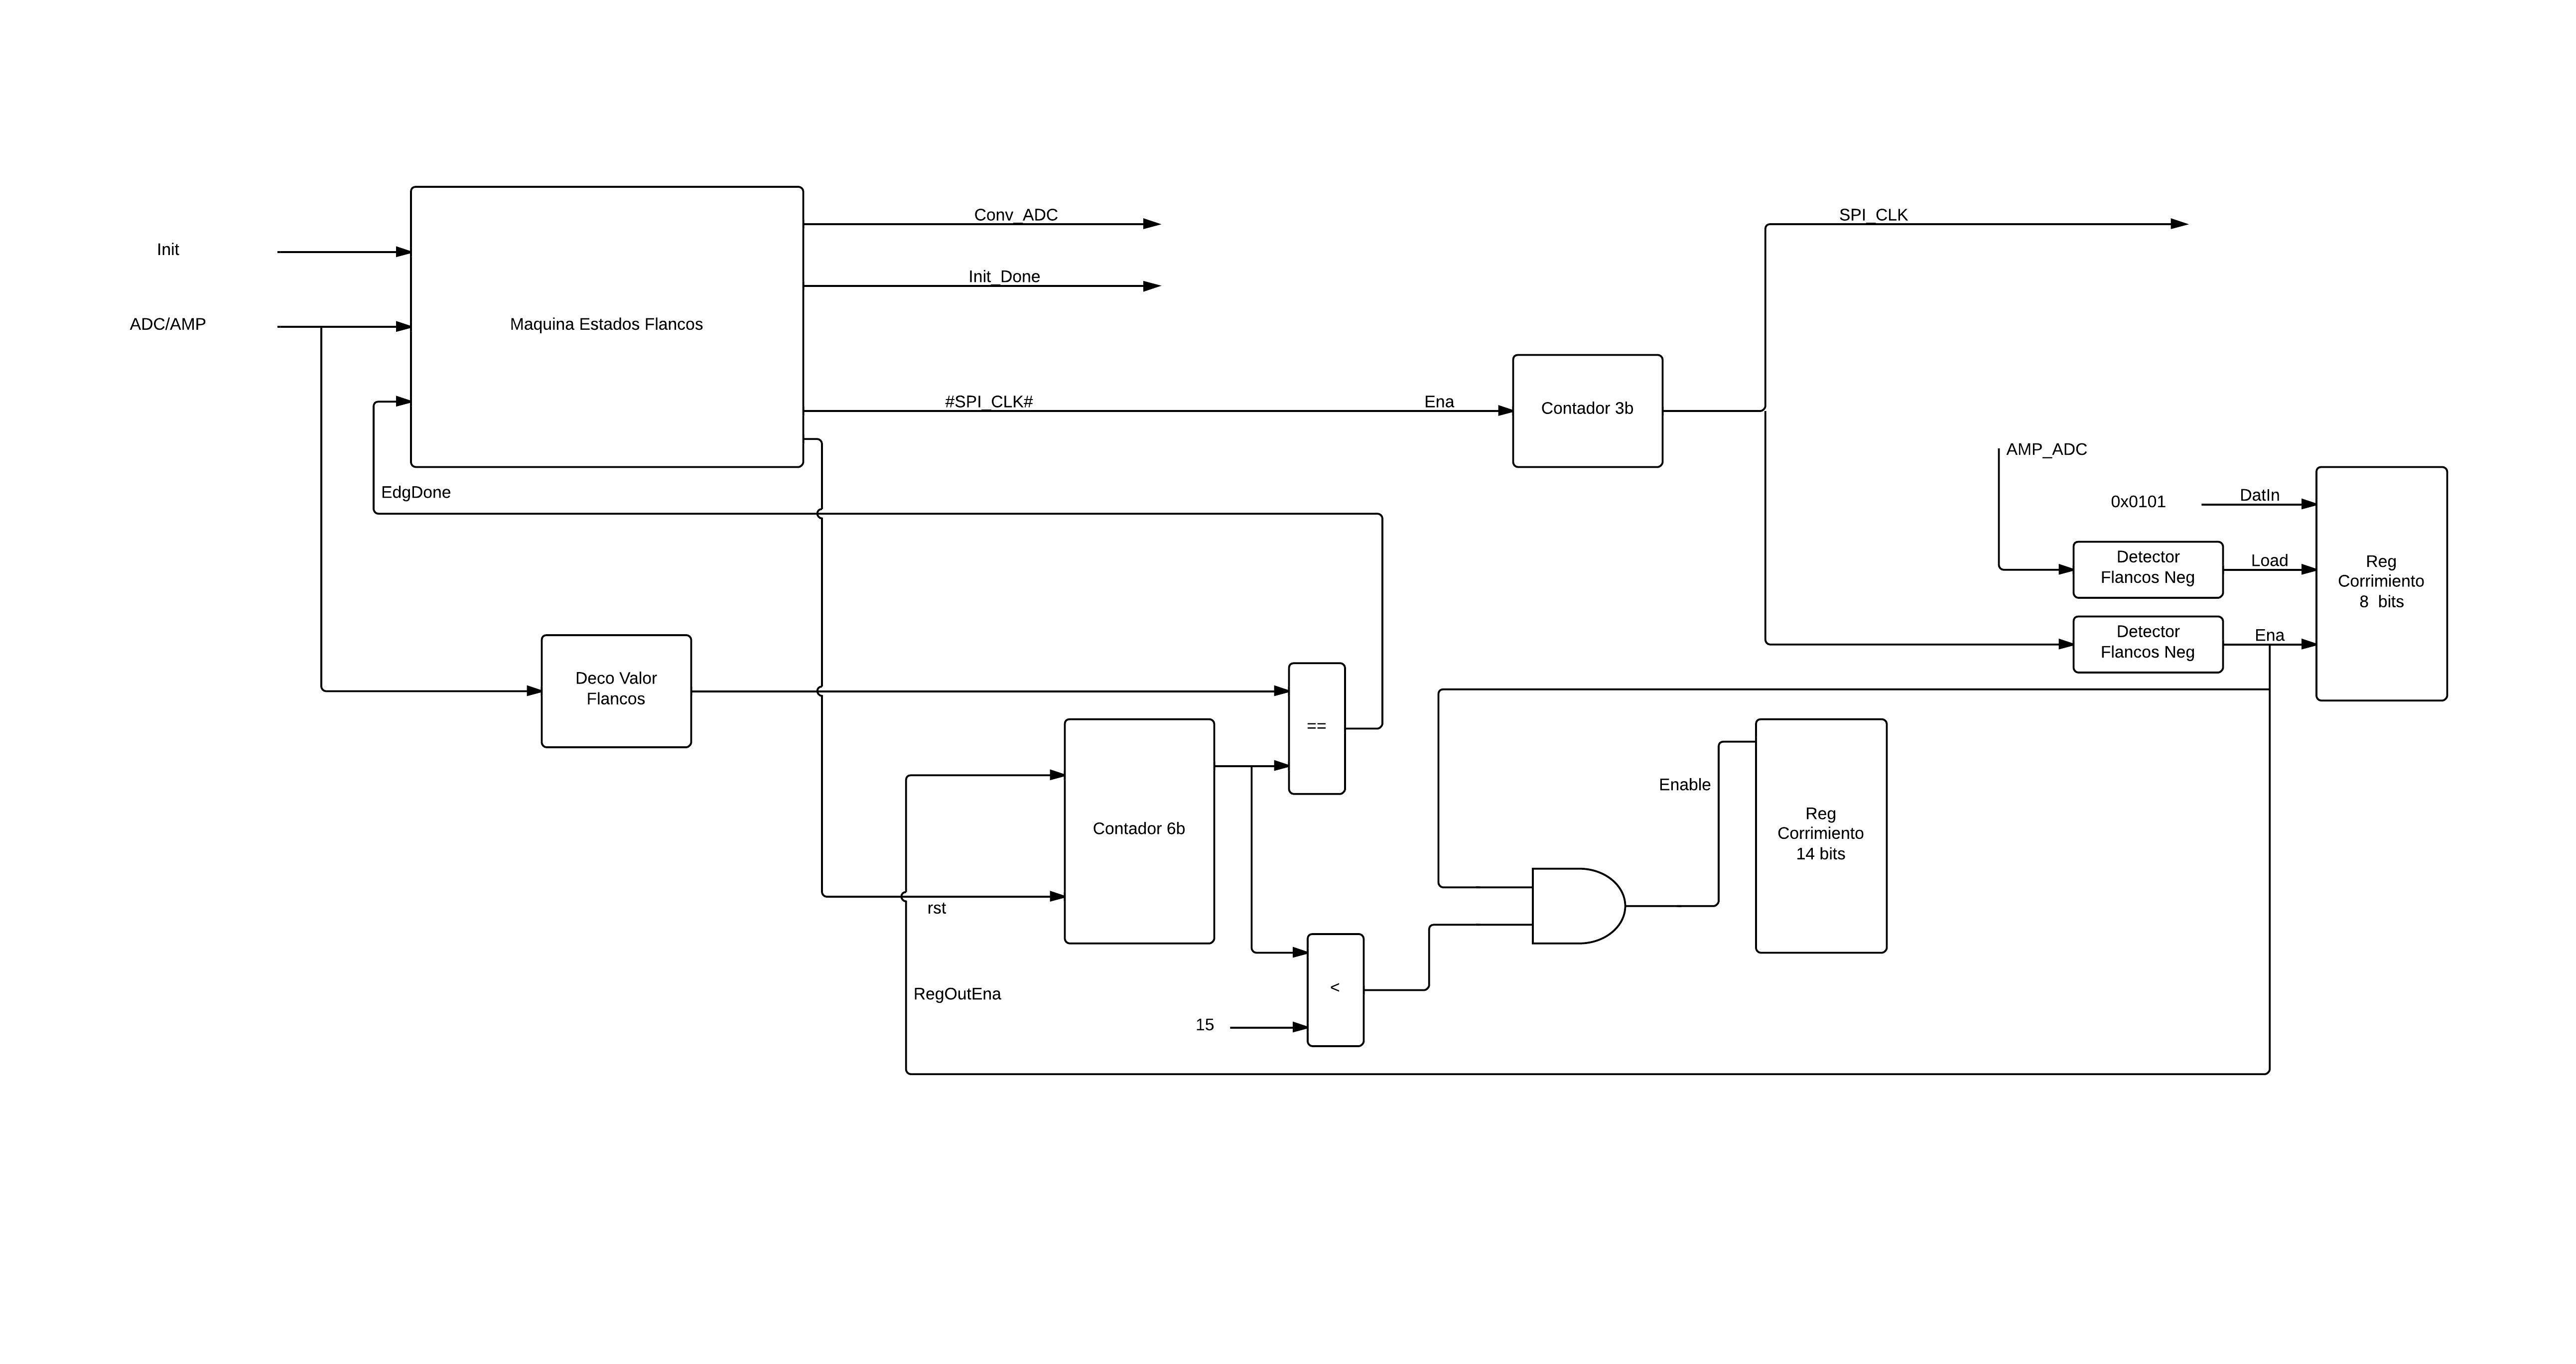 Conv_ADC
SPI_CLK
Init
Init_Done
ADC/AMP
Maquina Estados Flancos
#SPI_CLK#
Ena
Contador 3b
AMP_ADC
EdgDone
0x0101
DatIn
Detector
Flancos Neg
Load
Reg
Corrimiento
8 bits
Detector
Flancos Neg
Ena
Deco Valor
Flancos
==
Enable
Contador 6b
Reg
Corrimiento
14 bits
rst
RegOutEna
<
15